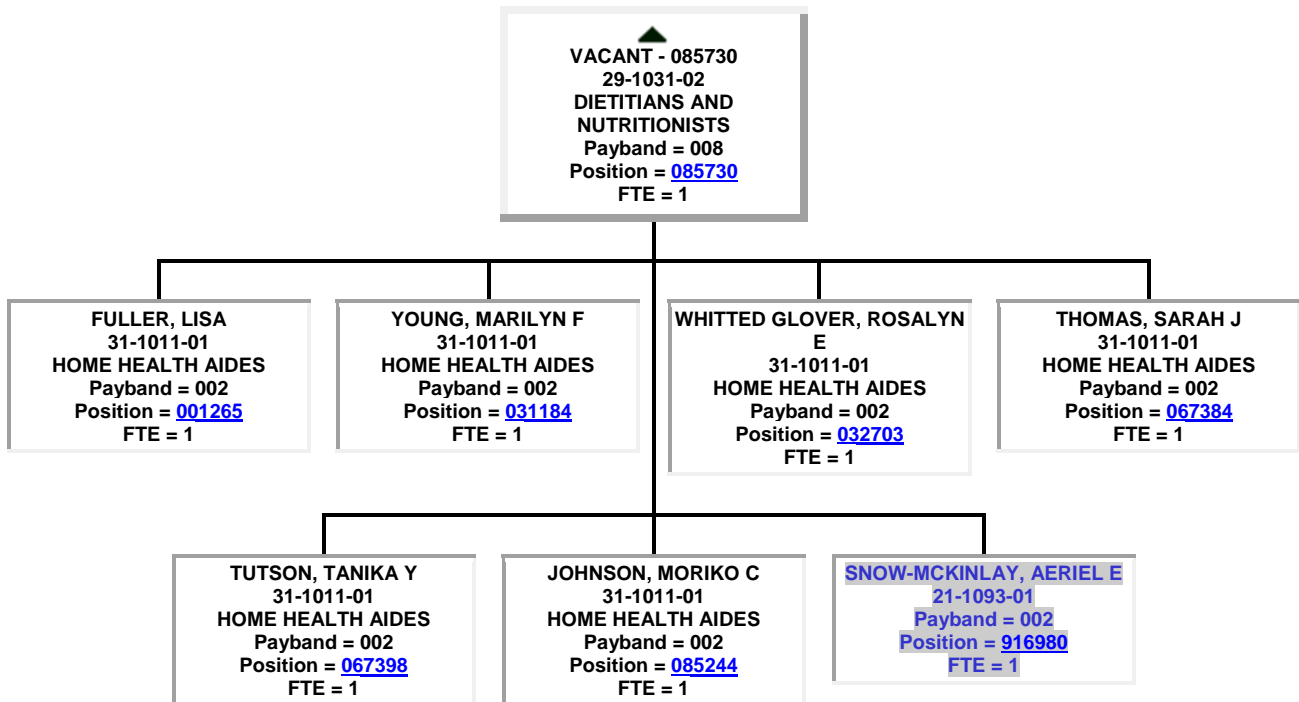 VACANT - 085730
29-1031-02
DIETITIANS AND
NUTRITIONISTS
Payband = 008
Position = 085730
FTE = 1
FULLER, LISA
31-1011-01
HOME HEALTH AIDES
Payband = 002
Position = 001265
FTE = 1
YOUNG, MARILYN F
31-1011-01
HOME HEALTH AIDES
Payband = 002
Position = 031184
FTE = 1
WHITTED GLOVER, ROSALYN
E
31-1011-01
HOME HEALTH AIDES
Payband = 002
Position = 032703
FTE = 1
THOMAS, SARAH J
31-1011-01
HOME HEALTH AIDES
Payband = 002
Position = 067384
FTE = 1
TUTSON, TANIKA Y
31-1011-01
HOME HEALTH AIDES
Payband = 002
Position = 067398
FTE = 1
JOHNSON, MORIKO C
31-1011-01
HOME HEALTH AIDES
Payband = 002
Position = 085244
FTE = 1
SNOW-MCKINLAY, AERIEL E
21-1093-01
Payband = 002
Position = 916980
FTE = 1